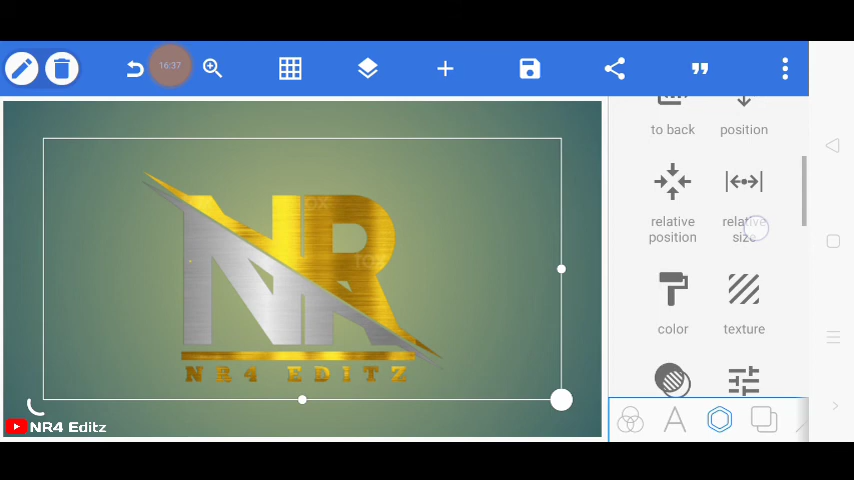 16:37
to back
position
relative
position
relative
size
color
texture
NR
NR4 EDITZ
NR4 Editz